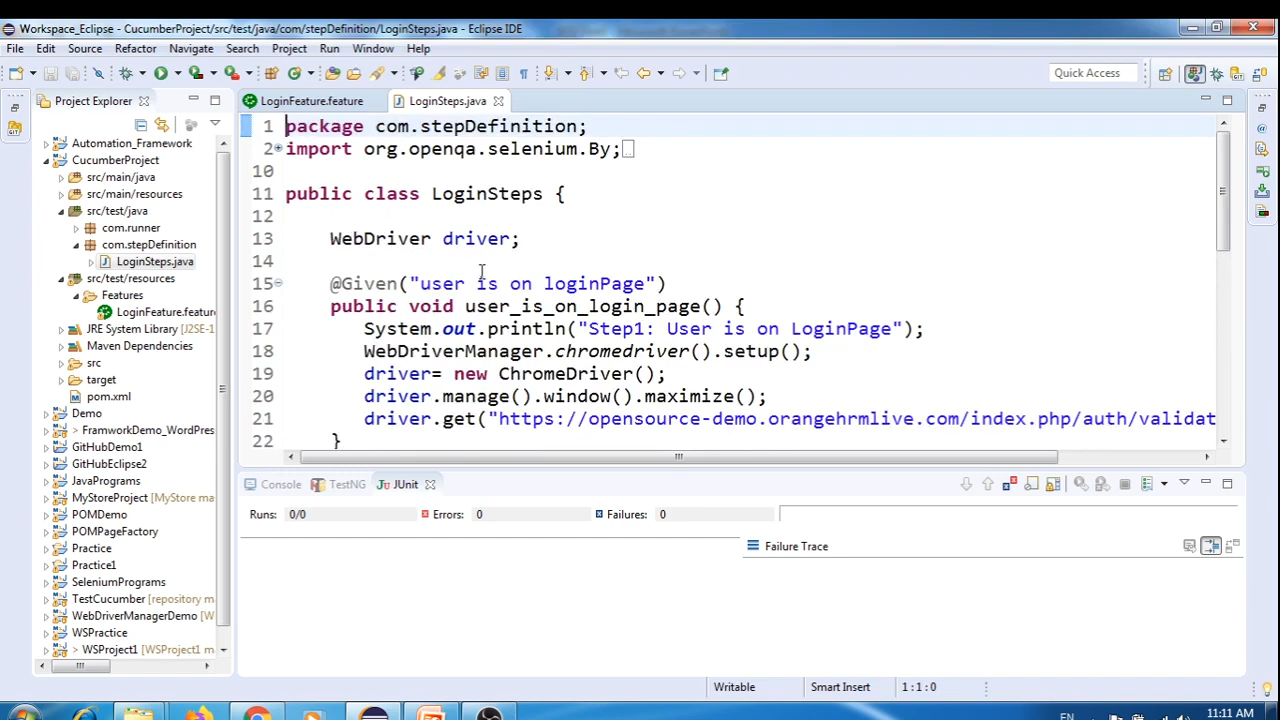 Workspace_Eclipse - CucumberProject/src/test/java/com/stepDefinition/LoginSteps.java - Eclipse IDE
File Edit Source Refactor Navigate Search Project Run Window Help
Quick Access
Project Explorer
LoginFeature.feature
LoginSteps.java
Automation_Framework
CucumberProject
src/main/java
src/main/resources
src/test/java
com.runner
com.stepDefinition
LoginSteps.java
src/test/resources
Features
LoginFeature.feature
JRE System Library [J2SE-1
Maven Dependencies
src
target
pom.xml
Demo
> FramworkDemo_WordPres
GitHubDemo1
GitHubEclipse2
JavaPrograms
MyStoreProject [MyStore ma
POMDemo
POMPageFactory
Practice
Practice1
SeleniumPrograms
TestCucumber [repository m
WebDriverManagerDemo [W
WSPractice
> WSProject1 [WSProject1 m
1 package com.stepDefinition;
2 import org.openqa.selenium.By;
10
11 public class LoginSteps {
12
13 WebDriver driver;
14
15 @Given("user is on loginPage")
16 public void user_is_on_login_page() {
17 System.out.println("Step1: User is on LoginPage");
18 WebDriverManager.chromedriver().setup();
19 driver= new ChromeDriver();
20 driver.manage().window().maximize();
21 driver.get("https://opensource-demo.orangehrmlive.com/index.php/auth/validat
22 }
Console TestNG JUnit
Runs: 0/0 Errors: 0 Failures: 0
Failure Trace
Writable Smart Insert 1:1:0
EN 11:11 AM